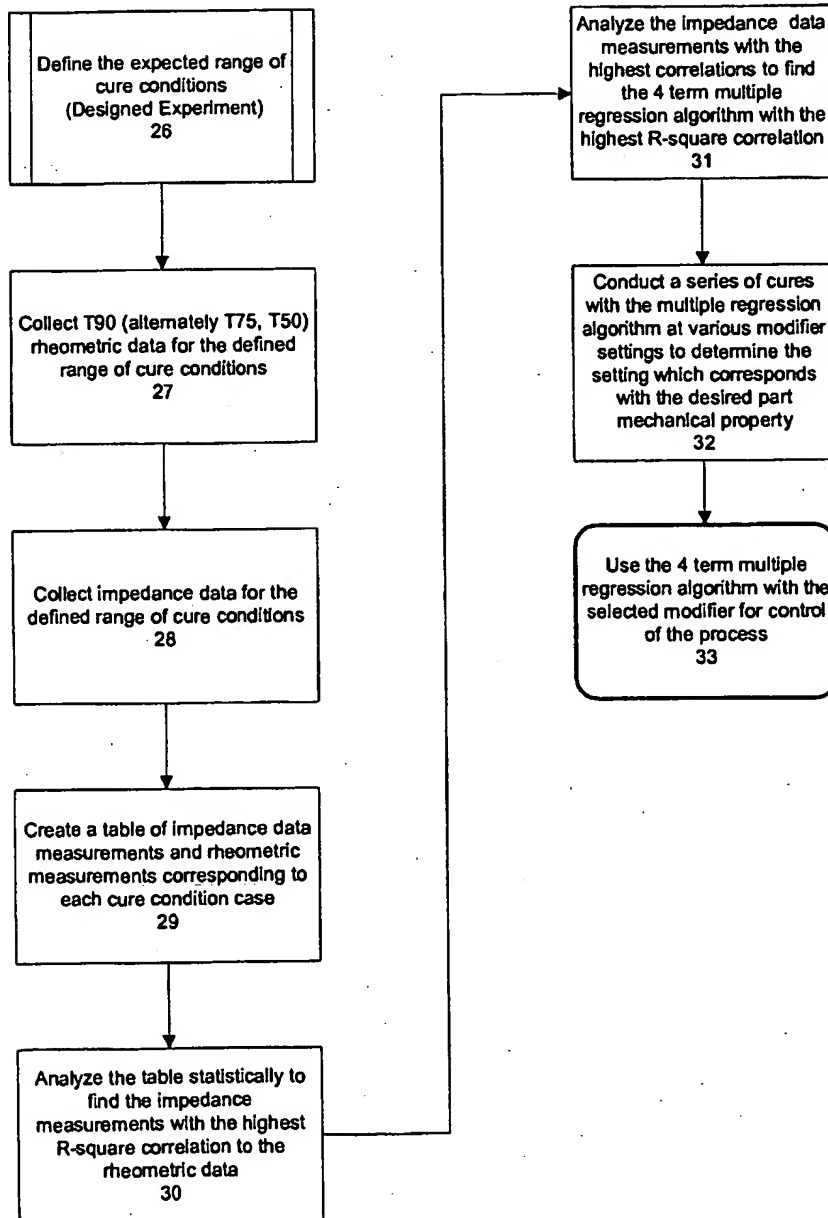 Define the expected range of
cure conditions
(Designed Experiment)
26
Collect T90 (alternately T75, T50)
rheometric data for the defined
range of cure conditions
27
Collect impedance data for the
defined range of cure conditions
28
Create a table of impedance data
measurements and rheometric
measurements corresponding to
each cure condition case
29
Analyze the table statistically to
find the impedance
measurements with the highest
R-square correlation to the
rheometric data
30
Analyze the impedance data
measurements with the
highest correlations to find
the 4 term multiple
regression algorithm with the
highest R-square correlation
31
Conduct a series of cures
with the multiple regression
algorithm at various modifier
settings to determine the
setting which corresponds
with the desired part
mechanical property
32
Use the 4 term multiple
regression algorithm with the
selected modifier for control
of the process
33